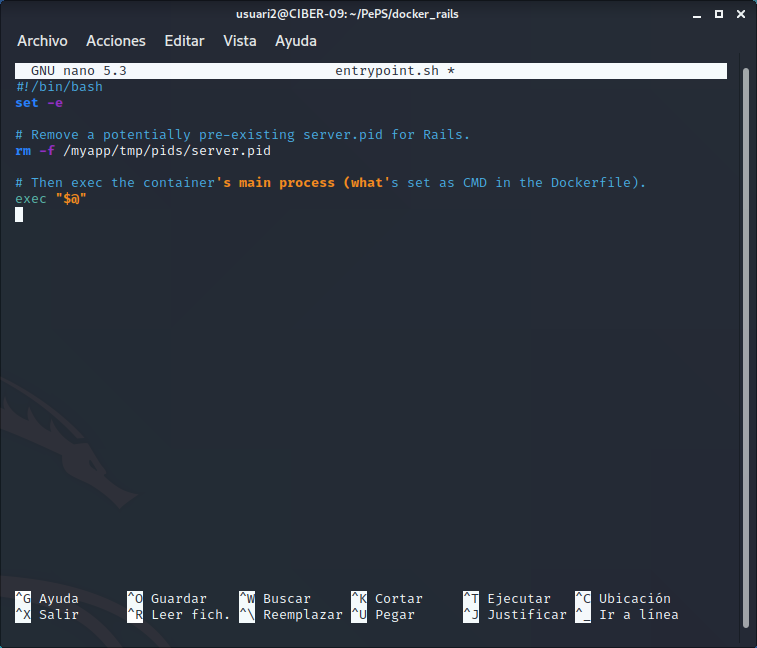 usuari2@CIBER-09: ~/PePS/docker_rails
Archivo Acciones Editar Vista Ayuda
GNU nano 5.3 entrypoint.sh *
#!/bin/bash
set -e
# Remove a potentially pre-existing server.pid for Rails.
rm -f /myapp/tmp/pids/server.pid
# Then exec the container's main process (what's set as CMD in the Dockerfile).
exec "$@"
^G Ayuda ^O Guardar ^W Buscar ^K Cortar ^T Ejecutar ^C Ubicación
^X Salir ^R Leer fich. ^\ Reemplazar ^U Pegar ^J Justificar ^_ Ir a línea